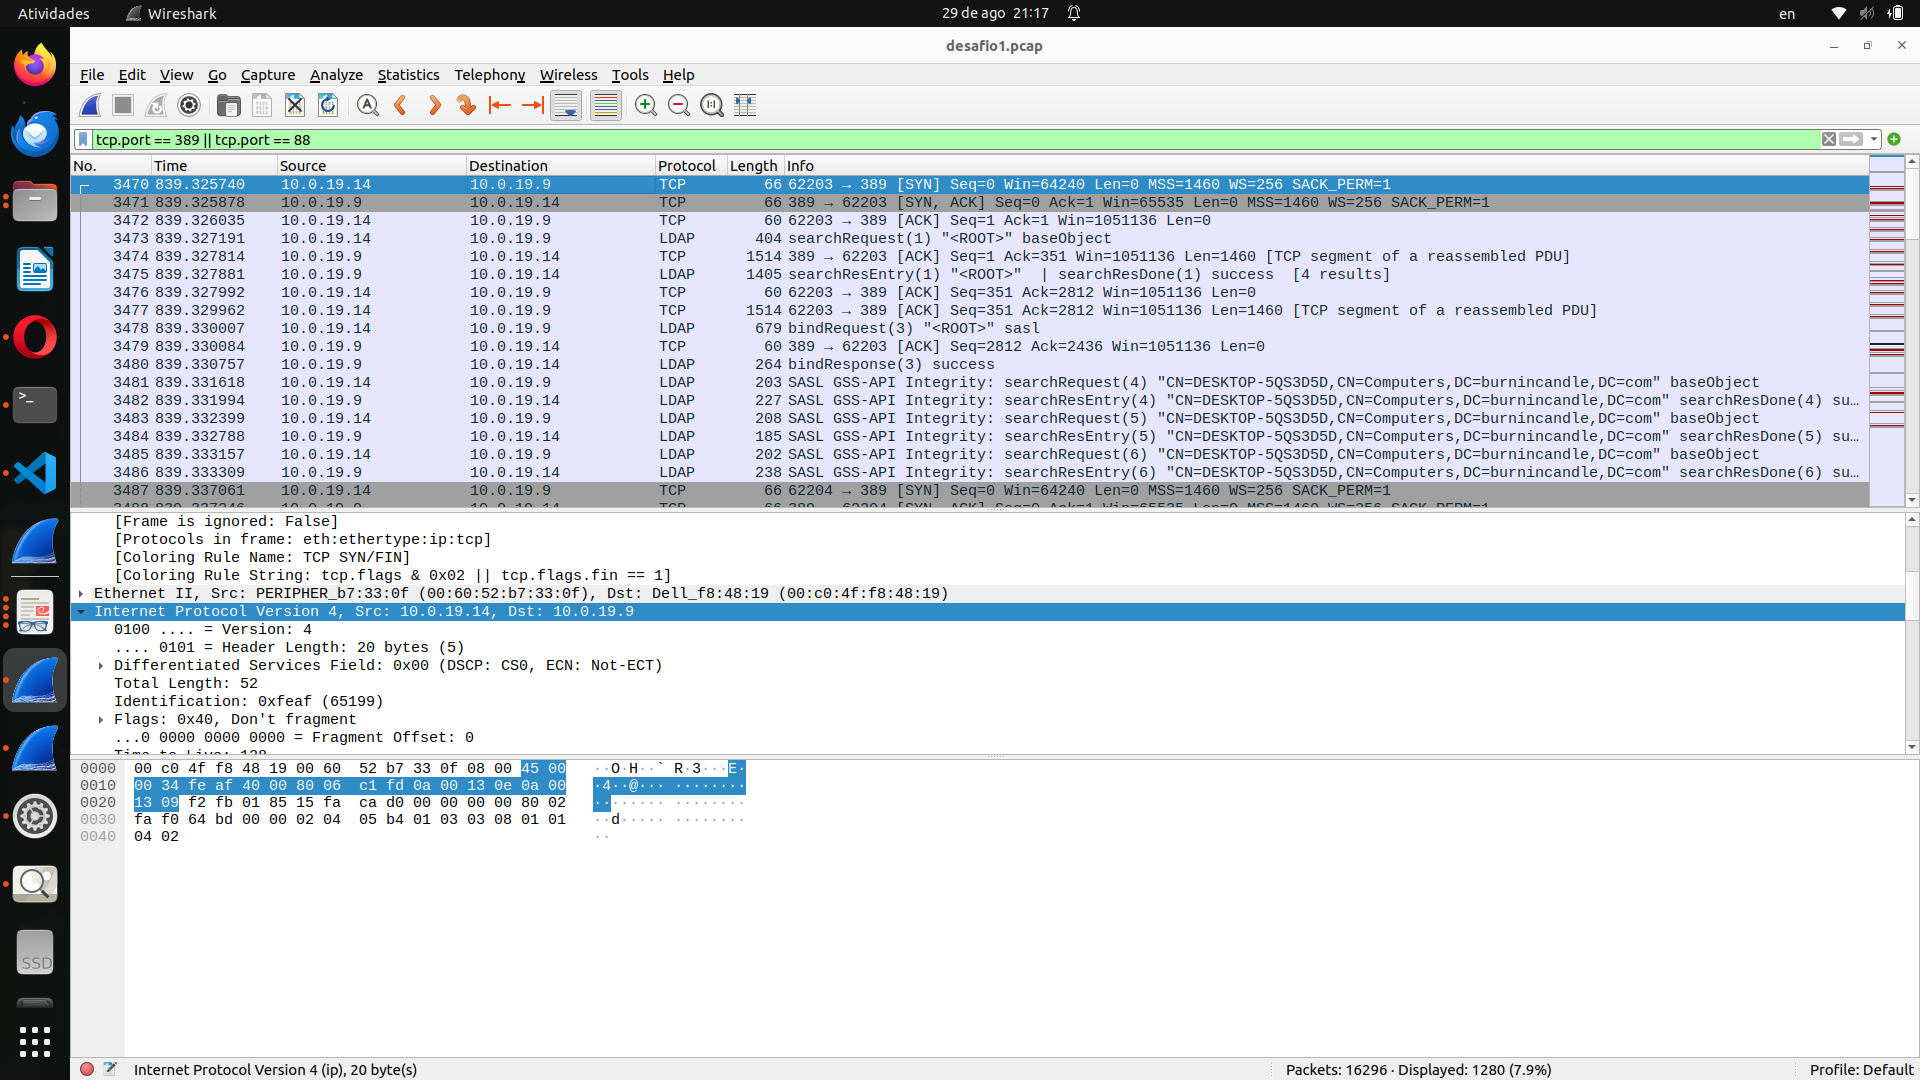 Atividades Wireshark 29 de ago 21:17 en
desafio1.pcap
File Edit View Go Capture Analyze Statistics Telephony Wireless Tools Help
tcp.port == 389 || tcp.port == 88
No. Time Source Destination Protocol Length Info
3470 839.325740 10.0.19.14 10.0.19.9 TCP 66 62203 → 389 [SYN] Seq=0 Win=64240 Len=0 MSS=1460 WS=256 SACK_PERM=1
3471 839.325878 10.0.19.9 10.0.19.14 TCP 66 389 → 62203 [SYN, ACK] Seq=0 Ack=1 Win=65535 Len=0 MSS=1460 WS=256 SACK_PERM=1
3472 839.326035 10.0.19.14 10.0.19.9 TCP 60 62203 → 389 [ACK] Seq=1 Ack=1 Win=1051136 Len=0
3473 839.327191 10.0.19.14 10.0.19.9 LDAP 404 searchRequest(1) "<ROOT>" baseObject
3474 839.327814 10.0.19.9 10.0.19.14 TCP 1514 389 → 62203 [ACK] Seq=1 Ack=351 Win=1051136 Len=1460 [TCP segment of a reassembled PDU]
3475 839.327881 10.0.19.9 10.0.19.14 LDAP 1405 searchResEntry(1) "<ROOT>" | searchResDone(1) success [4 results]
3476 839.327992 10.0.19.14 10.0.19.9 TCP 60 62203 → 389 [ACK] Seq=351 Ack=2812 Win=1051136 Len=0
3477 839.329962 10.0.19.14 10.0.19.9 TCP 1514 62203 → 389 [ACK] Seq=351 Ack=2812 Win=1051136 Len=1460 [TCP segment of a reassembled PDU]
3478 839.330007 10.0.19.14 10.0.19.9 LDAP 679 bindRequest(3) "<ROOT>" sasl
3479 839.330084 10.0.19.9 10.0.19.14 TCP 60 389 → 62203 [ACK] Seq=2812 Ack=2436 Win=1051136 Len=0
3480 839.330757 10.0.19.9 10.0.19.14 LDAP 264 bindResponse(3) success
3481 839.331618 10.0.19.14 10.0.19.9 LDAP 203 SASL GSS-API Integrity: searchRequest(4) "CN=DESKTOP-5QS3D5D,CN=Computers,DC=burnincandle,DC=com" baseObject
3482 839.331994 10.0.19.9 10.0.19.14 LDAP 227 SASL GSS-API Integrity: searchResEntry(4) "CN=DESKTOP-5QS3D5D,CN=Computers,DC=burnincandle,DC=com" searchResDone(4) su…
3483 839.332399 10.0.19.14 10.0.19.9 LDAP 208 SASL GSS-API Integrity: searchRequest(5) "CN=DESKTOP-5QS3D5D,CN=Computers,DC=burnincandle,DC=com" baseObject
3484 839.332788 10.0.19.9 10.0.19.14 LDAP 185 SASL GSS-API Integrity: searchResEntry(5) "CN=DESKTOP-5QS3D5D,CN=Computers,DC=burnincandle,DC=com" searchResDone(5) su…
3485 839.333157 10.0.19.14 10.0.19.9 LDAP 202 SASL GSS-API Integrity: searchRequest(6) "CN=DESKTOP-5QS3D5D,CN=Computers,DC=burnincandle,DC=com" baseObject
3486 839.333309 10.0.19.9 10.0.19.14 LDAP 238 SASL GSS-API Integrity: searchResEntry(6) "CN=DESKTOP-5QS3D5D,CN=Computers,DC=burnincandle,DC=com" searchResDone(6) su…
3487 839.337061 10.0.19.14 10.0.19.9 TCP 66 62204 → 389 [SYN] Seq=0 Win=64240 Len=0 MSS=1460 WS=256 SACK_PERM=1
[Frame is ignored: False]
[Protocols in frame: eth:ethertype:ip:tcp]
[Coloring Rule Name: TCP SYN/FIN]
[Coloring Rule String: tcp.flags & 0x02 || tcp.flags.fin == 1]
Ethernet II, Src: PERIPHER_b7:33:0f (00:60:52:b7:33:0f), Dst: Dell_f8:48:19 (00:c0:4f:f8:48:19)
Internet Protocol Version 4, Src: 10.0.19.14, Dst: 10.0.19.9
0100 .... = Version: 4
.... 0101 = Header Length: 20 bytes (5)
Differentiated Services Field: 0x00 (DSCP: CS0, ECN: Not-ECT)
Total Length: 52
Identification: 0xfeaf (65199)
Flags: 0x40, Don't fragment
...0 0000 0000 0000 = Fragment Offset: 0
0000 00 c0 4f f8 48 19 00 60 52 b7 33 0f 08 00 45 00 ··O·H··` R·3···E·
0010 00 34 fe af 40 00 80 06 c1 fd 0a 00 13 0e 0a 00 ·4··@··· ········
0020 13 09 f2 fb 01 85 15 fa ca d0 00 00 00 00 80 02 ········ ········
0030 fa f0 64 bd 00 00 02 04 05 b4 01 03 03 08 01 01 ··d····· ········
0040 04 02 ··
SSD
Internet Protocol Version 4 (ip), 20 byte(s) Packets: 16296 · Displayed: 1280 (7.9%) Profile: Default